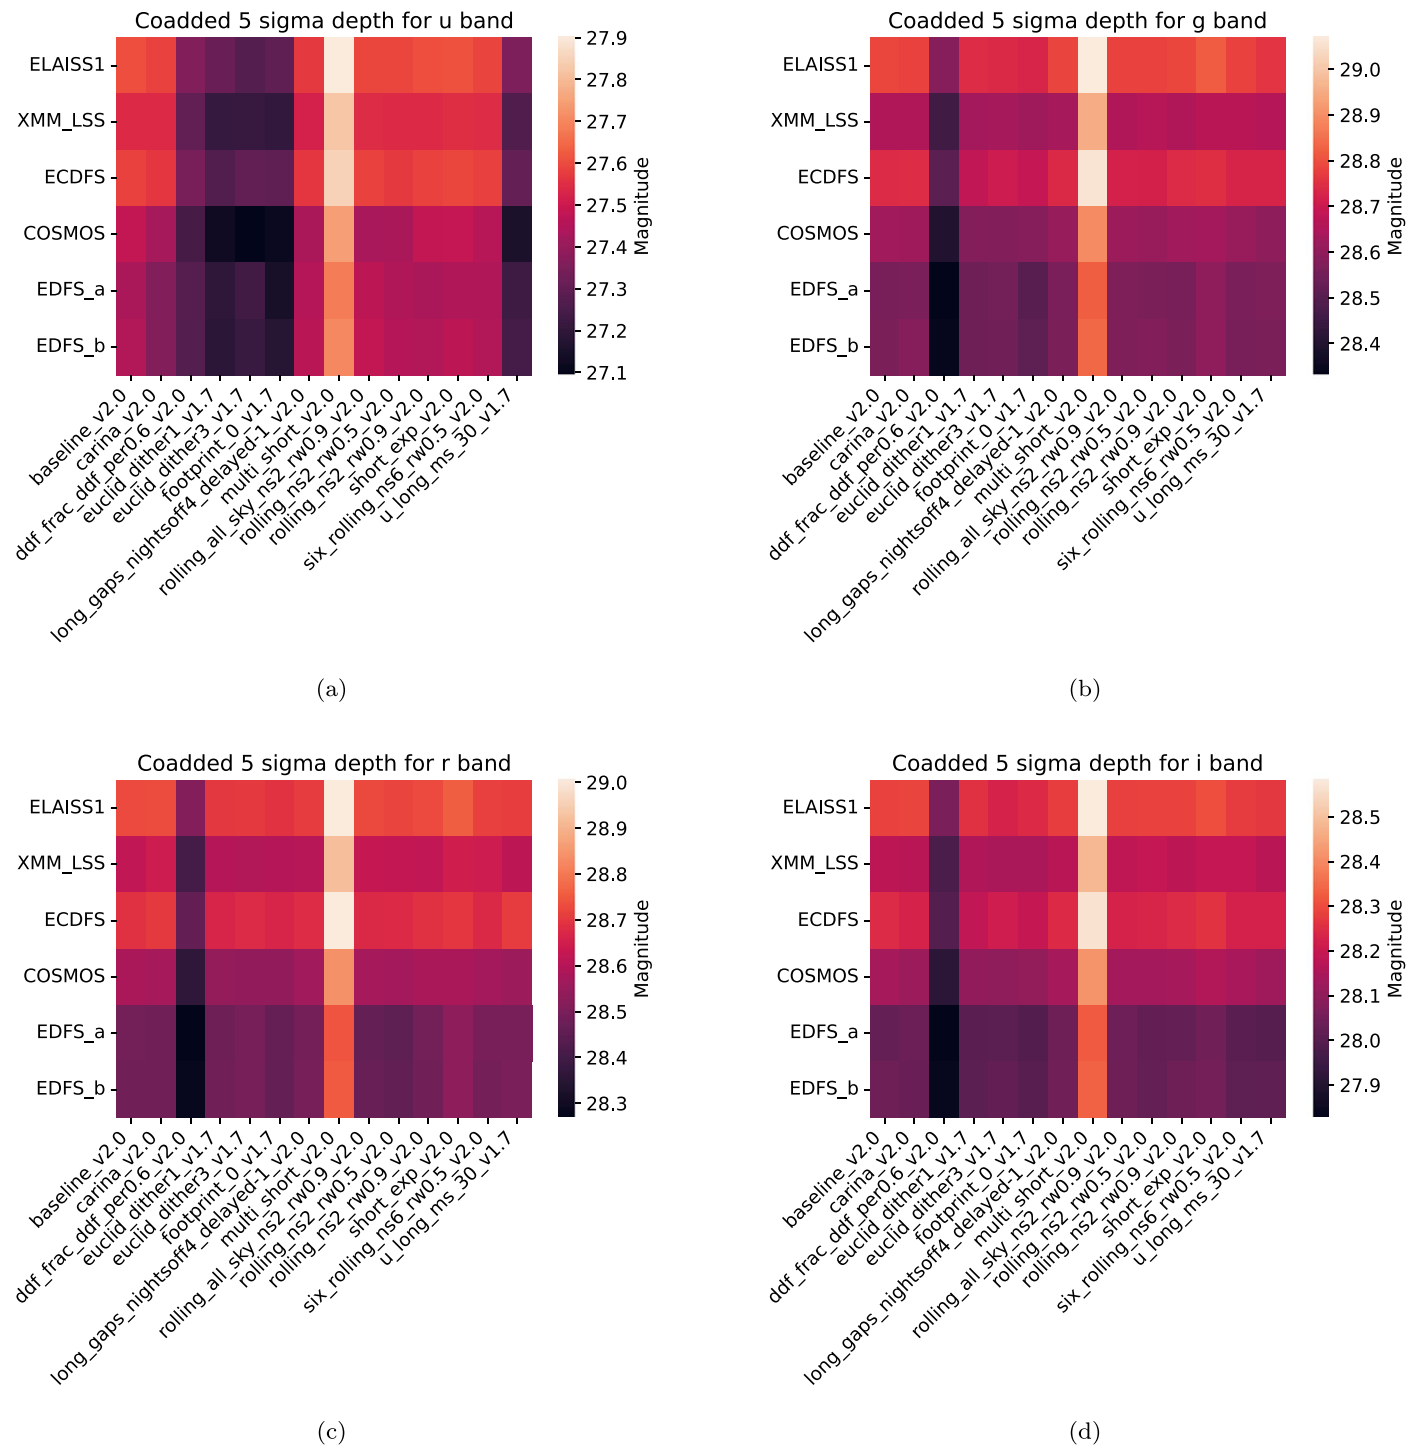 Coadded 5 sigma depth for u band
ELAISS1
XMM_LSS
ECDFS
COSMOS
EDFS_a
EDFS_b
27.9
27.8
27.7
27.6
27.5
27.4
27.3
27.2
27.1
Magnitude
baseline_v2.0
carina_v2.0
ddf_frac_ddf_per0.6_v2.0
euclid_dither1_v1.7
euclid_dither3_v1.7
footprint_0_v1.7
long_gaps_nightsoff4_delayed-1_v2.0
multi_short_v2.0
rolling_all_sky_ns2_rw0.9_v2.0
rolling_ns2_rw0.5_v2.0
rolling_ns2_rw0.9_v2.0
short_exp_v2.0
six_rolling_ns6_rw0.5_v2.0
u_long_ms_30_v1.7
(a)
Coadded 5 sigma depth for g band
ELAISS1
XMM_LSS
ECDFS
COSMOS
EDFS_a
EDFS_b
29.0
28.9
28.8
28.7
28.6
28.5
28.4
Magnitude
baseline_v2.0
carina_v2.0
ddf_frac_ddf_per0.6_v2.0
euclid_dither1_v1.7
euclid_dither3_v1.7
footprint_0_v1.7
long_gaps_nightsoff4_delayed-1_v2.0
multi_short_v2.0
rolling_all_sky_ns2_rw0.9_v2.0
rolling_ns2_rw0.5_v2.0
rolling_ns2_rw0.9_v2.0
short_exp_v2.0
six_rolling_ns6_rw0.5_v2.0
u_long_ms_30_v1.7
(b)
Coadded 5 sigma depth for r band
ELAISS1
XMM_LSS
ECDFS
COSMOS
EDFS_a
EDFS_b
29.0
28.9
28.8
28.7
28.6
28.5
28.4
28.3
Magnitude
baseline_v2.0
carina_v2.0
ddf_frac_ddf_per0.6_v2.0
euclid_dither1_v1.7
euclid_dither3_v1.7
footprint_0_v1.7
long_gaps_nightsoff4_delayed-1_v2.0
multi_short_v2.0
rolling_all_sky_ns2_rw0.9_v2.0
rolling_ns2_rw0.5_v2.0
rolling_ns2_rw0.9_v2.0
short_exp_v2.0
six_rolling_ns6_rw0.5_v2.0
u_long_ms_30_v1.7
(c)
Coadded 5 sigma depth for i band
ELAISS1
XMM_LSS
ECDFS
COSMOS
EDFS_a
EDFS_b
28.5
28.4
28.3
28.2
28.1
28.0
27.9
Magnitude
baseline_v2.0
carina_v2.0
ddf_frac_ddf_per0.6_v2.0
euclid_dither1_v1.7
euclid_dither3_v1.7
footprint_0_v1.7
long_gaps_nightsoff4_delayed-1_v2.0
multi_short_v2.0
rolling_all_sky_ns2_rw0.9_v2.0
rolling_ns2_rw0.5_v2.0
rolling_ns2_rw0.9_v2.0
short_exp_v2.0
six_rolling_ns6_rw0.5_v2.0
u_long_ms_30_v1.7
(d)